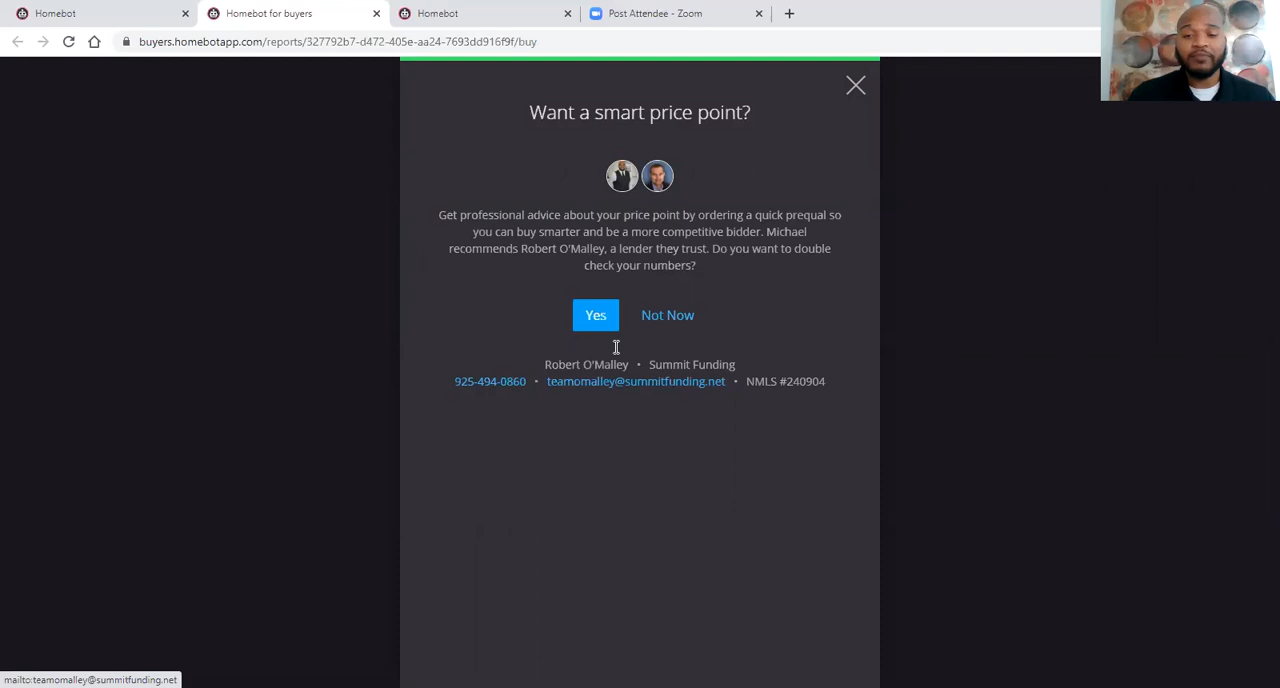 Homebot
Homebot for buyers
Homebot
Post Attendee - Zoom
buyers.homebotapp.com/reports/327792b7-d472-405e-aa24-7693dd916f9f/buy
Want a smart price point?
Get professional advice about your price point by ordering a quick prequal so
you can buy smarter and be a more competitive bidder. Michael
recommends Robert O'Malley, a lender they trust. Do you want to double
check your numbers?
Yes Not Now
Robert O'Malley • Summit Funding
925-494-0860 • teamomalley@summitfunding.net • NMLS #240904
mailto:teamomalley@summitfunding.net